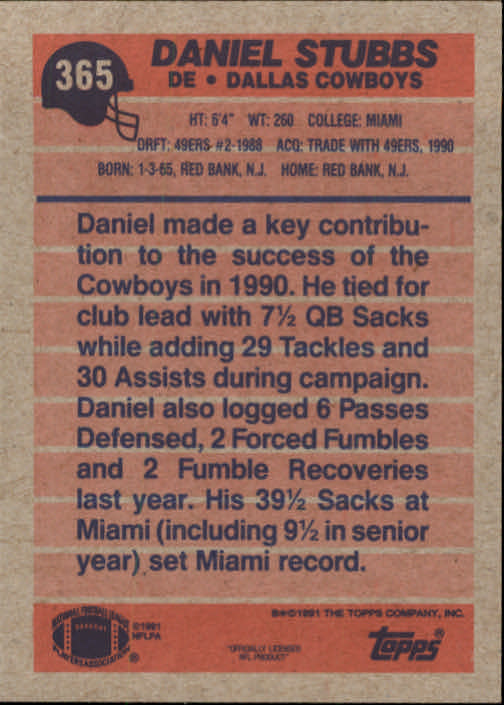 365
DANIEL STUBBS
DE • DALLAS COWBOYS
HT: 6'4" WT: 260 COLLEGE: MIAMI
DRFT: 49ERS #2-1988 ACQ: TRADE WITH 49ERS, 1990
BORN: 1-3-65, RED BANK, N.J. HOME: RED BANK, N.J.
Daniel made a key contribu-
tion to the success of the
Cowboys in 1990. He tied for
club lead with 7½ QB Sacks
while adding 29 Tackles and
30 Assists during campaign.
Daniel also logged 6 Passes
Defensed, 2 Forced Fumbles
and 2 Fumble Recoveries
last year. His 39½ Sacks at
Miami (including 9½ in senior
year) set Miami record.
NATIONAL FOOTBALL LEAGUE
PLAYERS ASSOCIATION
®
©1991
NFLPA
"OFFICIALLY LICENSED
NFL PRODUCT"
®©1991 THE TOPPS COMPANY, INC.
topps®